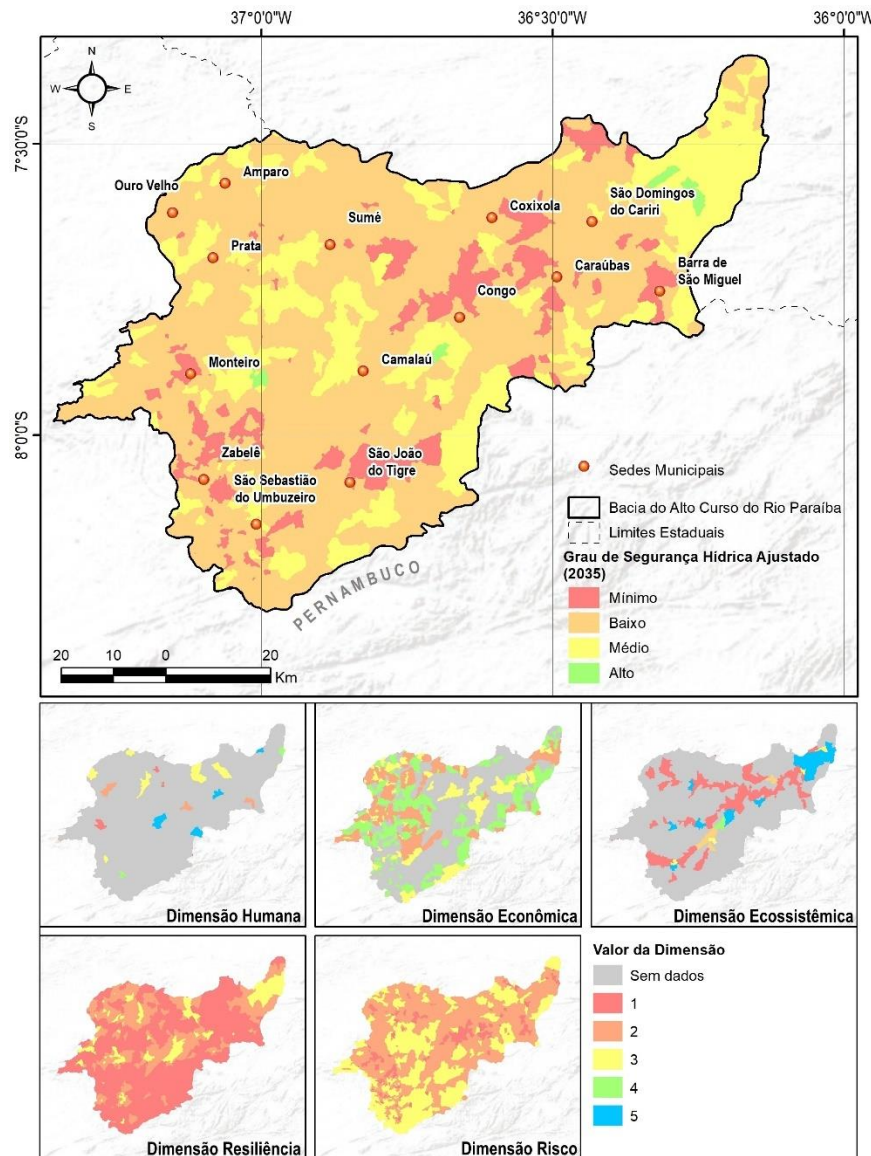 37°0'0"W
36°30'0"W
36°0'0"W
N
W
E
S
7°30'0"S
8°0'0"S
Amparo
Ouro Velho
Sumé
Prata
Coxixola
São Domingos
do Cariri
Caraúbas
Barra de
São Miguel
Congo
Monteiro
Camalaú
Zabelê
São João
do Tigre
São Sebastião
do Umbuzeiro
PERNAMBUCO
20 10 0 20
Km
Sedes Municipais
Bacia do Alto Curso do Rio Paraíba
Limites Estaduais
Grau de Segurança Hídrica Ajustado
(2035)
Mínimo
Baixo
Médio
Alto
Dimensão Humana
Dimensão Econômica
Dimensão Ecossistêmica
Dimensão Resiliência
Dimensão Risco
Valor da Dimensão
Sem dados
1
2
3
4
5